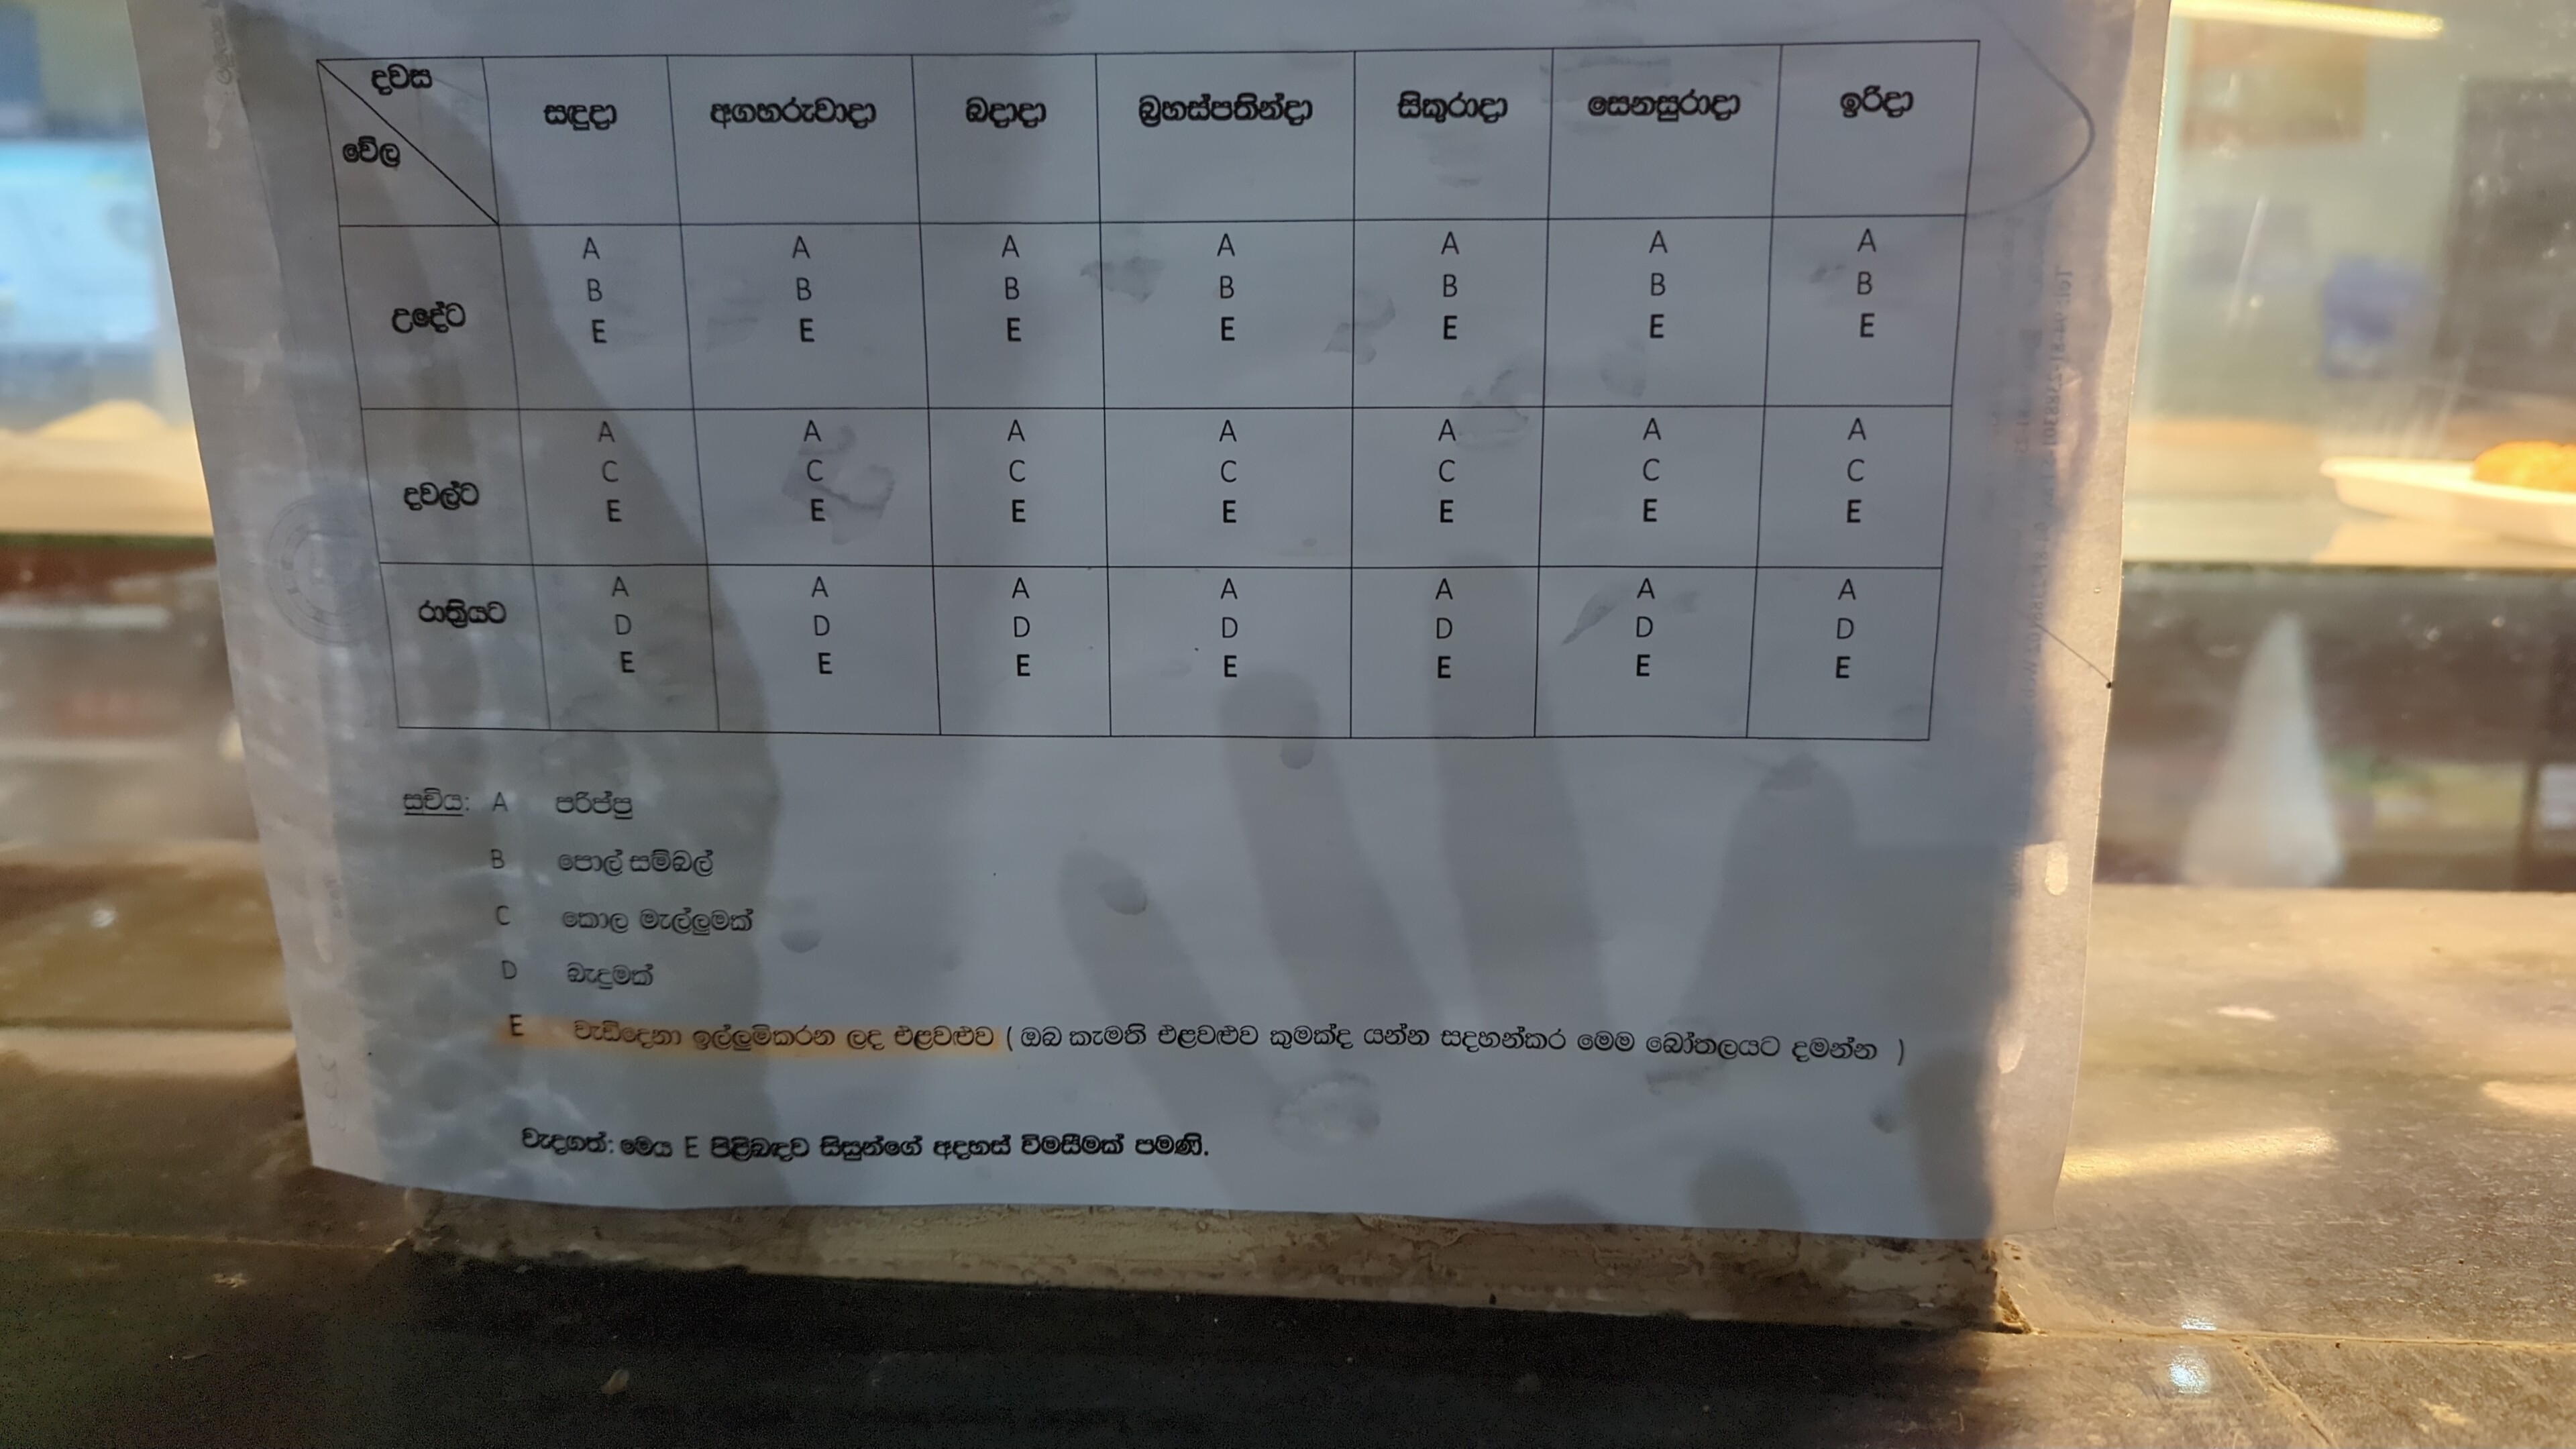 දවස
වේල
සඳුදා අගහරුවාදා බදාදා බ්‍රහස්පතින්දා සිකුරාදා සෙනසුරාදා ඉරිදා
A A A A A A A
B B B B B B B
E E E E E E E
උදේට
A A A A A A A
C C C C C C C
E E E E E E E
දවල්ට
A A A A A A A
D D D D D D D
E E E E E E E
රාත්‍රියට
සූචිය: A පරිප්පු
B පොල් සම්බල්
C කොල මැල්ලුමක්
D බැදුමක්
E වැඩිදෙනා ඉල්ලුම්කරන ලද එළවළුව ( ඔබ කැමති එළවළුව කුමක්ද යන්න සදහන්කර මෙම බෝතලයට දමන්න )
වැදගත්: මෙය E පිළිබඳව සිසුන්ගේ අදහස් විමසීමක් පමණි.